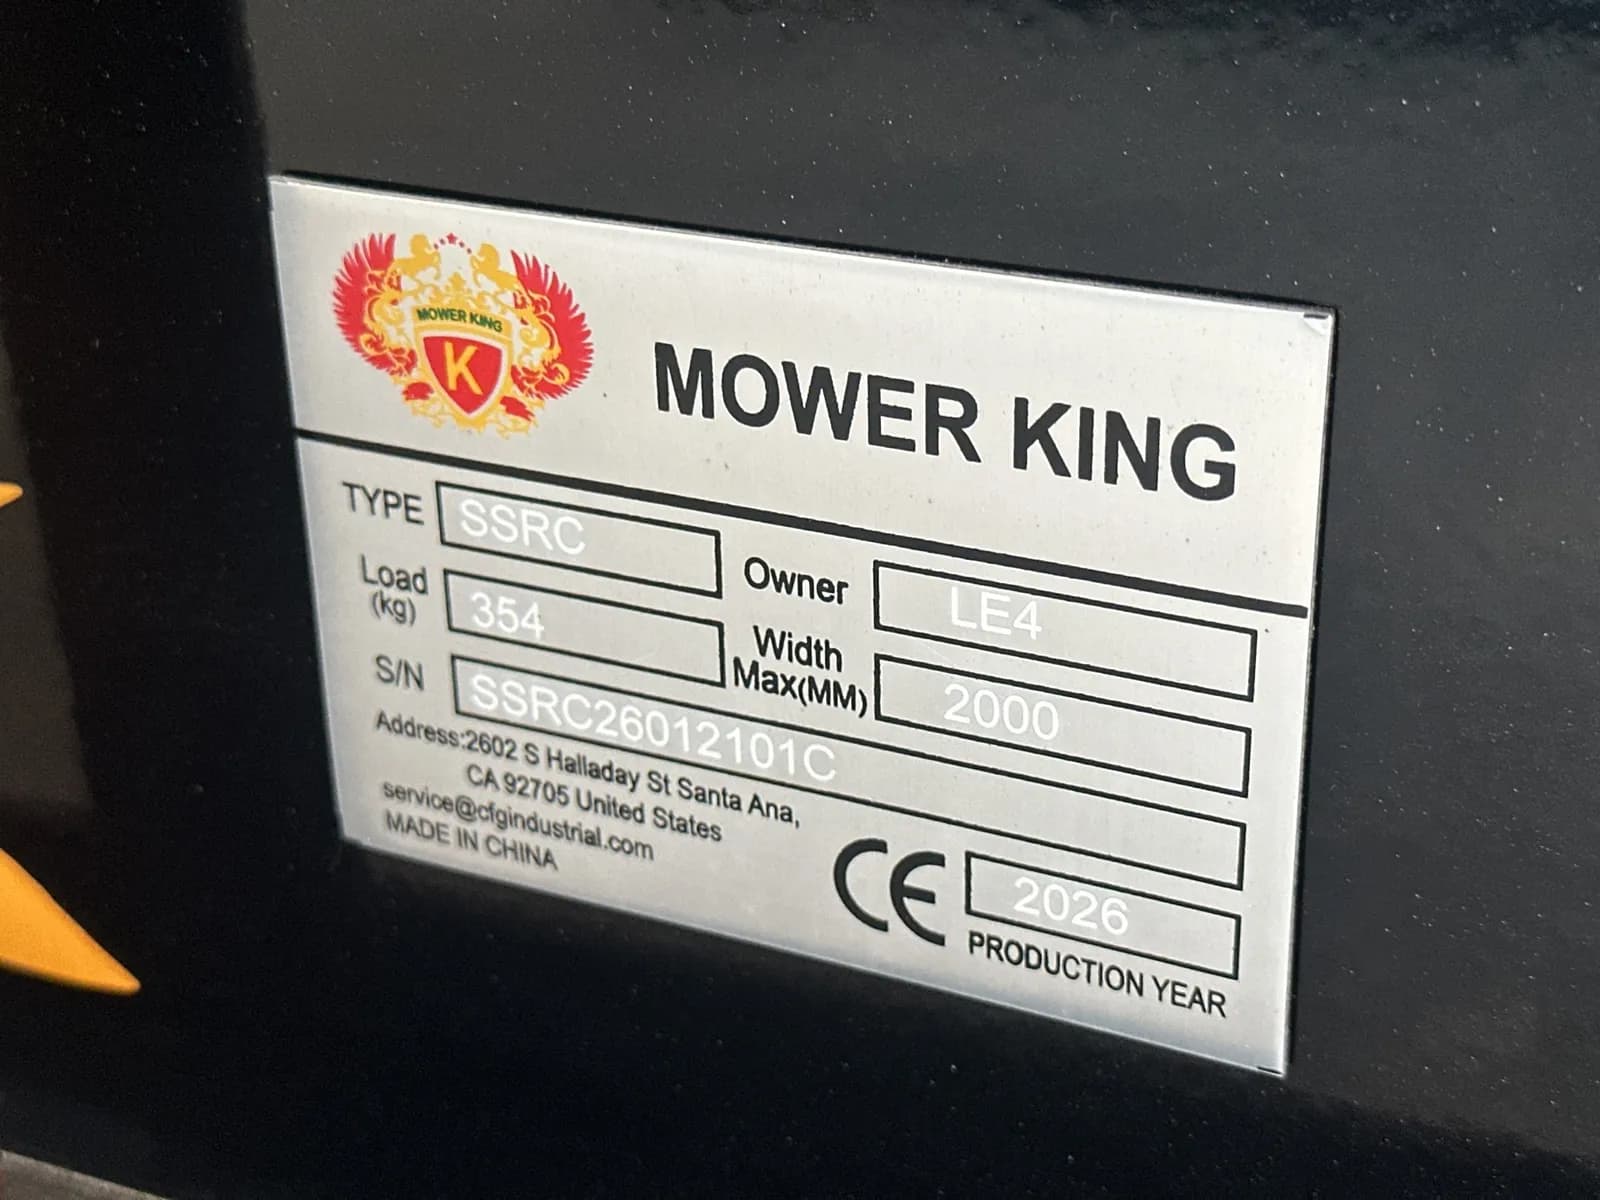 MOWER KING
K
MOWER KING
TYPE SSRC
Owner LE4
Load (kg) 354
Width Max(MM) 2000
S/N SSRC26012101C
Address:2602 S Halladay St Santa Ana,
CA 92705 United States
service@cfgindustrial.com
MADE IN CHINA
CE 2026
PRODUCTION YEAR